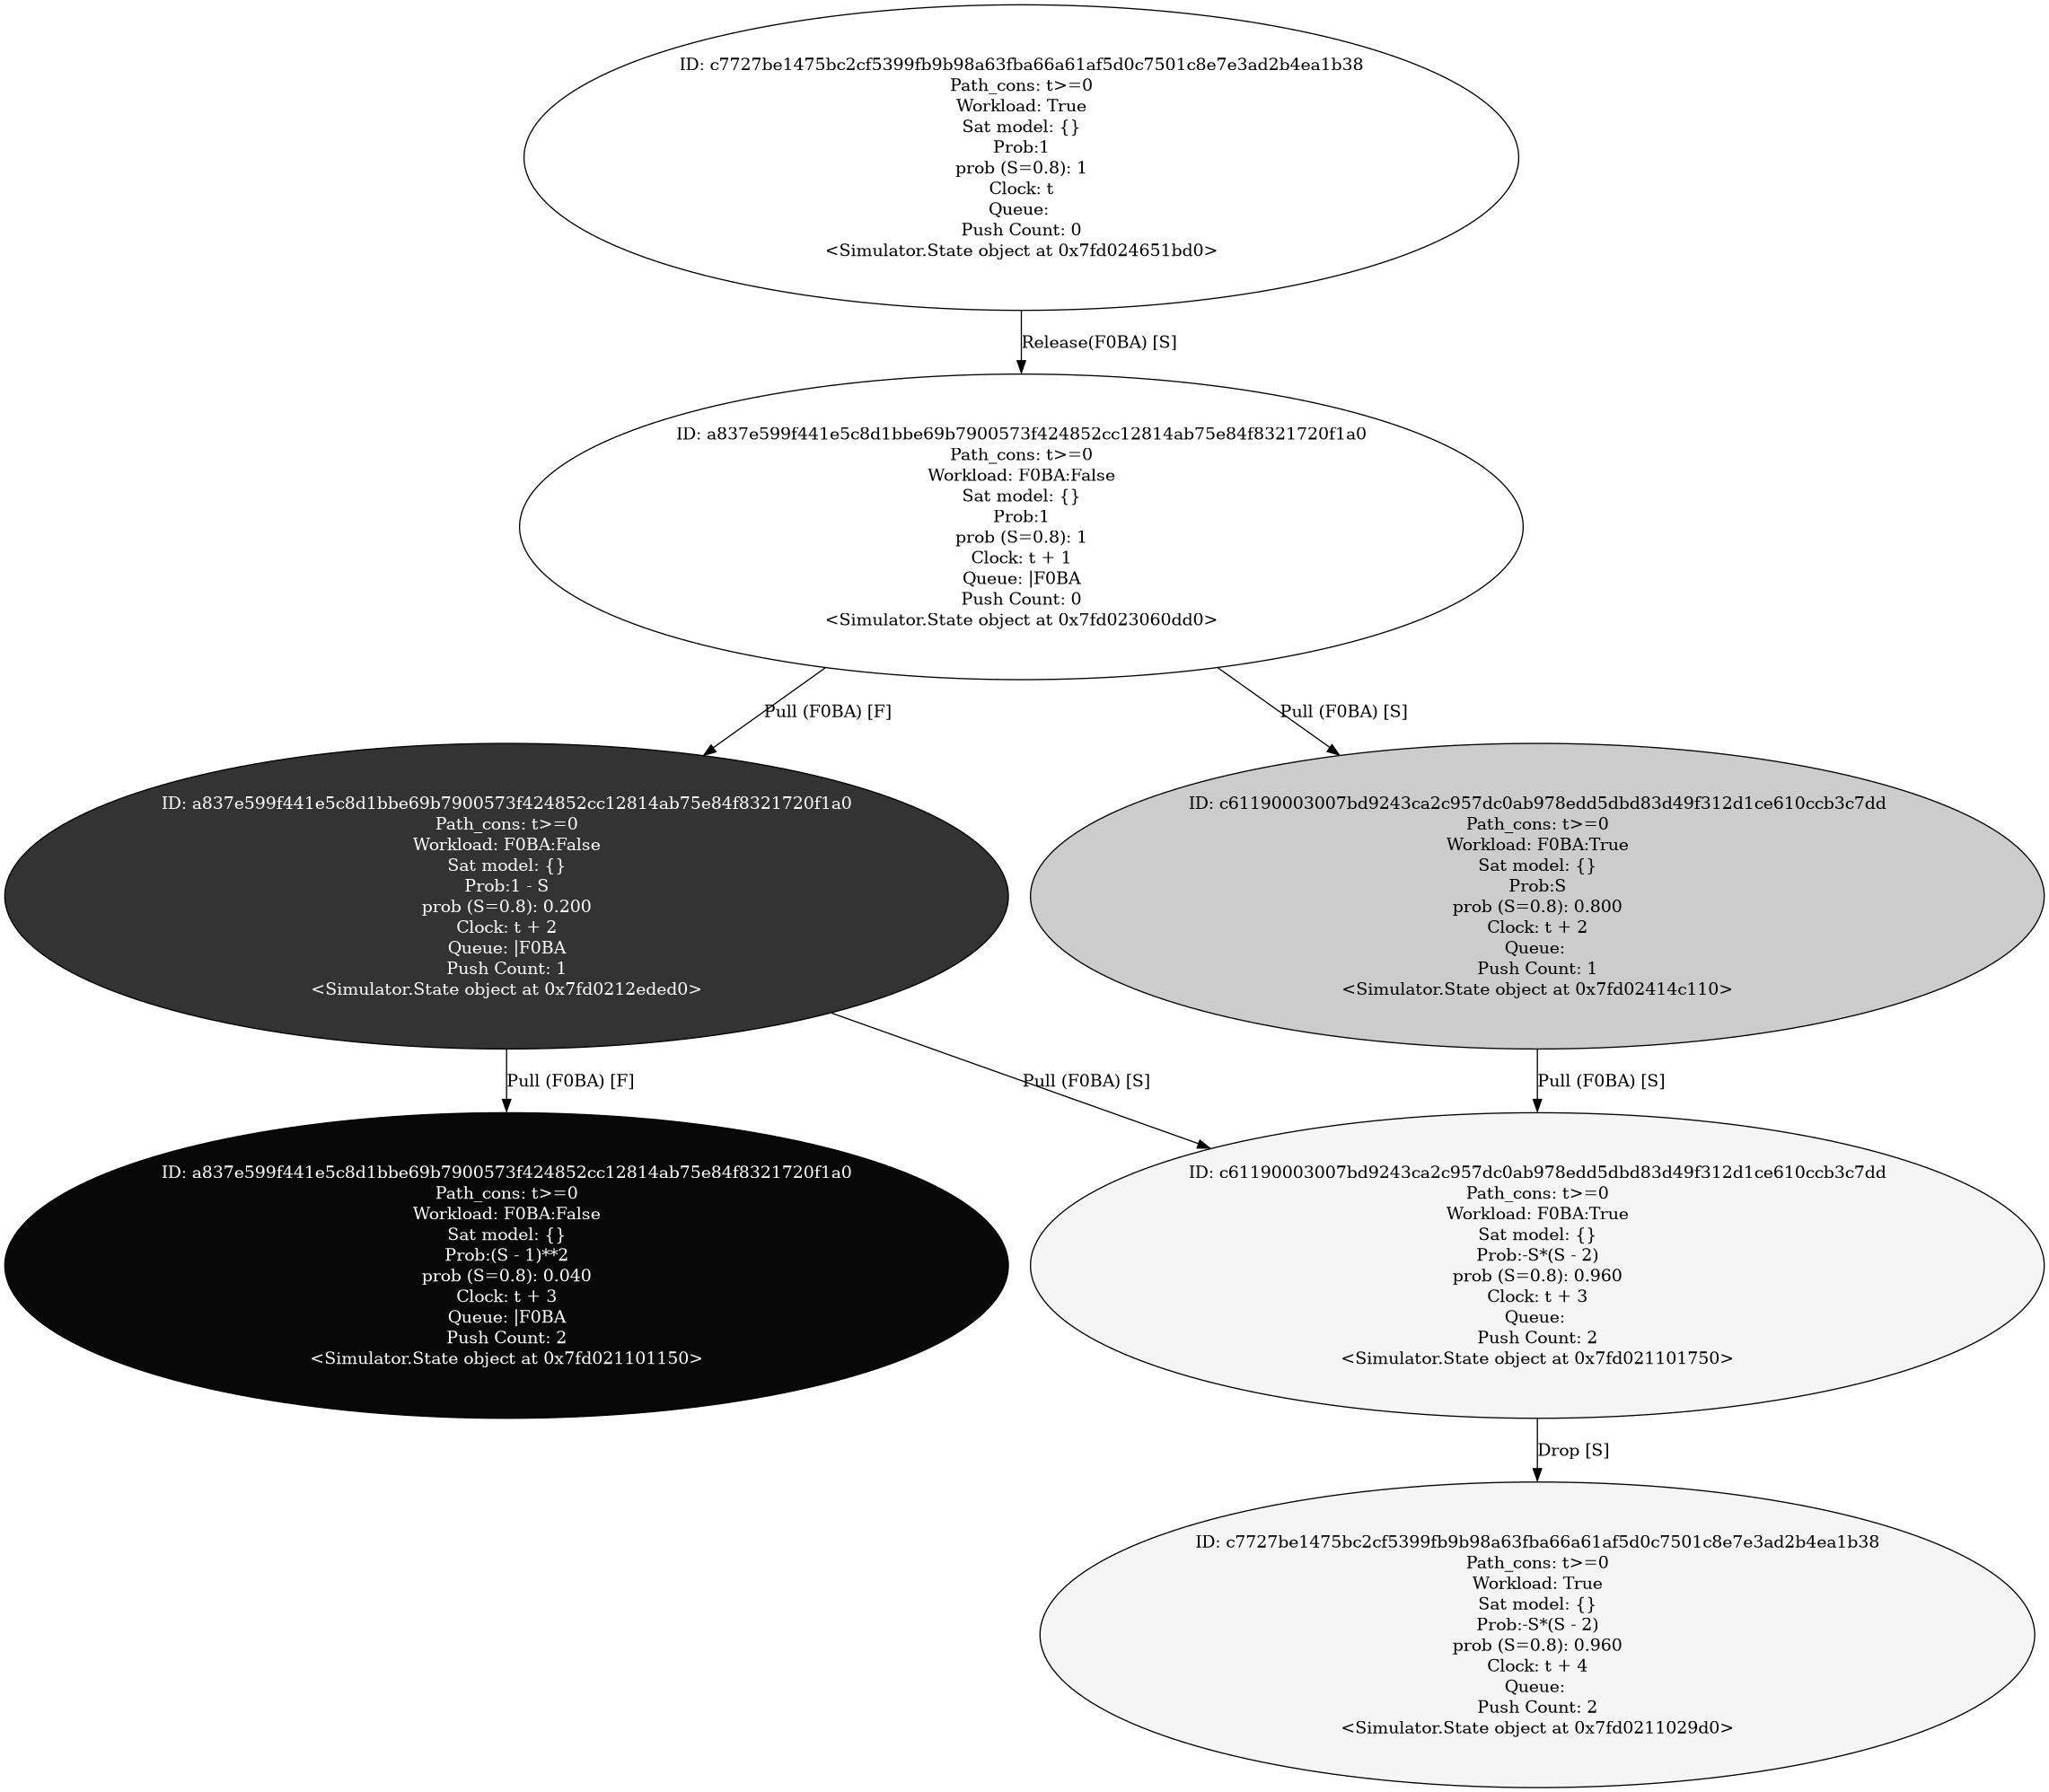 ID: c7727be1475bc2cf5399fb9b98a63fba66a61af5d0c7501c8e7e3ad2b4ea1b38
Path_cons: t>=0
Workload: True
Sat model: {}
Prob:1
prob (S=0.8): 1
Clock: t
Queue:
Push Count: 0
<Simulator.State object at 0x7fd024651bd0>
Release(F0BA) [S]
ID: a837e599f441e5c8d1bbe69b7900573f424852cc12814ab75e84f8321720f1a0
Path_cons: t>=0
Workload: F0BA:False
Sat model: {}
Prob:1
prob (S=0.8): 1
Clock: t + 1
Queue: |F0BA
Push Count: 0
<Simulator.State object at 0x7fd023060dd0>
Pull (F0BA) [F]
Pull (F0BA) [S]
ID: a837e599f441e5c8d1bbe69b7900573f424852cc12814ab75e84f8321720f1a0
Path_cons: t>=0
Workload: F0BA:False
Sat model: {}
Prob:1 - S
prob (S=0.8): 0.200
Clock: t + 2
Queue: |F0BA
Push Count: 1
<Simulator.State object at 0x7fd0212eded0>
ID: c61190003007bd9243ca2c957dc0ab978edd5dbd83d49f312d1ce610ccb3c7dd
Path_cons: t>=0
Workload: F0BA:True
Sat model: {}
Prob:S
prob (S=0.8): 0.800
Clock: t + 2
Queue:
Push Count: 1
<Simulator.State object at 0x7fd02414c110>
Pull (F0BA) [F]
Pull (F0BA) [S]
Pull (F0BA) [S]
ID: a837e599f441e5c8d1bbe69b7900573f424852cc12814ab75e84f8321720f1a0
Path_cons: t>=0
Workload: F0BA:False
Sat model: {}
Prob:(S - 1)**2
prob (S=0.8): 0.040
Clock: t + 3
Queue: |F0BA
Push Count: 2
<Simulator.State object at 0x7fd021101150>
ID: c61190003007bd9243ca2c957dc0ab978edd5dbd83d49f312d1ce610ccb3c7dd
Path_cons: t>=0
Workload: F0BA:True
Sat model: {}
Prob:-S*(S - 2)
prob (S=0.8): 0.960
Clock: t + 3
Queue:
Push Count: 2
<Simulator.State object at 0x7fd021101750>
Drop [S]
ID: c7727be1475bc2cf5399fb9b98a63fba66a61af5d0c7501c8e7e3ad2b4ea1b38
Path_cons: t>=0
Workload: True
Sat model: {}
Prob:-S*(S - 2)
prob (S=0.8): 0.960
Clock: t + 4
Queue:
Push Count: 2
<Simulator.State object at 0x7fd0211029d0>